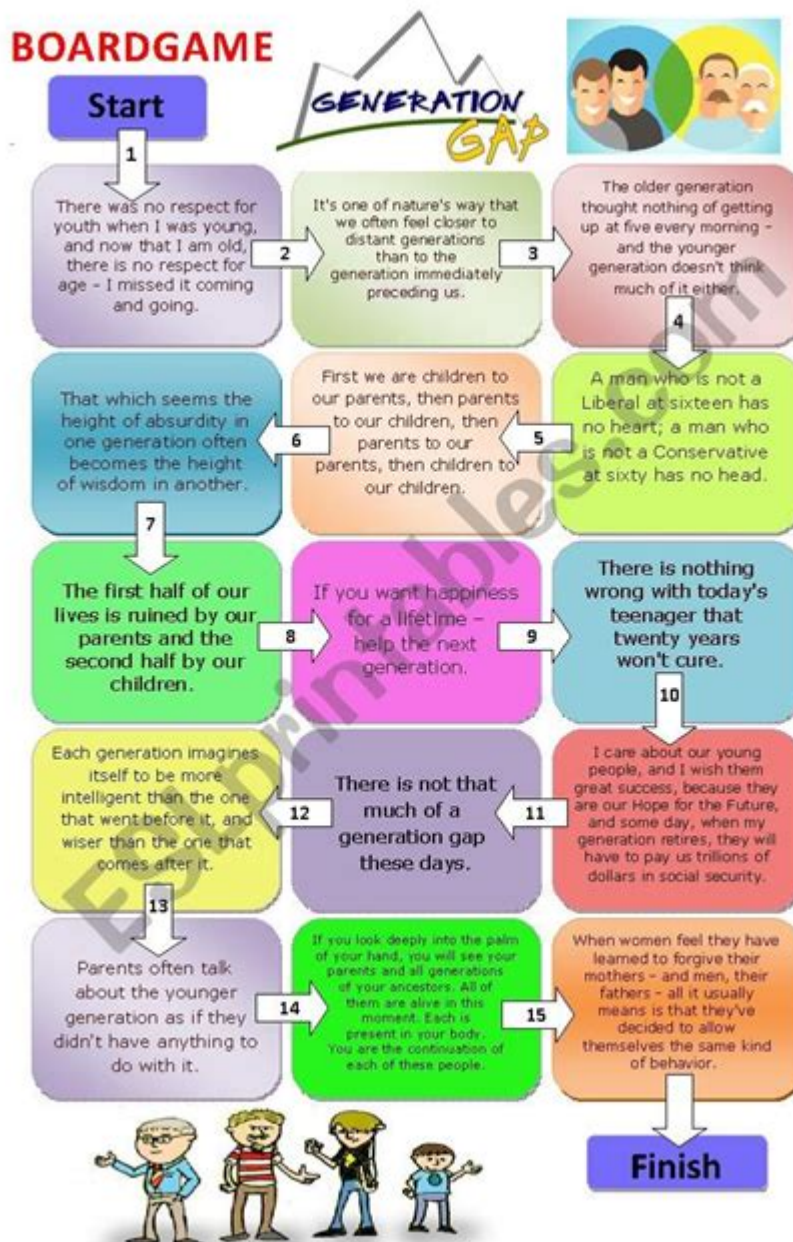 BOARDGAME
GENERATION
GAP
Start
1
There was no respect for
youth when I was young,
and now that I am old,
there is no respect for
age – I missed it coming
and going.
2
It's one of nature's way that
we often feel closer to
distant generations
than to the
generation immediately
preceding us.
3
The older generation
thought nothing of getting
up at five every morning –
and the younger
generation doesn't think
much of it either.
4
A man who is not a
Liberal at sixteen has
no heart; a man who
is not a Conservative
at sixty has no head.
5
First we are children to
our parents, then parents
to our children, then
parents to our
parents, then children to
our children.
6
That which seems the
height of absurdity in
one generation often
becomes the height
of wisdom in another.
7
The first half of our
lives is ruined by our
parents and the
second half by our
children.
8
If you want happiness
for a lifetime –
help the next
generation.
9
There is nothing
wrong with today's
teenager that
twenty years
won't cure.
10
I care about our young
people, and I wish them
great success, because they
are our Hope for the Future,
and some day, when my
generation retires, they will
have to pay us trillions of
dollars in social security.
11
There is not that
much of a
generation gap
these days.
12
Each generation imagines
itself to be more
intelligent than the one
that went before it, and
wiser than the one that
comes after it.
13
Parents often talk
about the younger
generation as if they
didn't have anything to
do with it.
14
If you look deeply into the palm
of your hand, you will see your
parents and all generations
of your ancestors. All of
them are alive in this
moment. Each is
present in your body.
You are the continuation of
each of these people.
15
When women feel they have
learned to forgive their
mothers – and men, their
fathers – all it usually
means is that they've
decided to allow
themselves the same kind
of behavior.
Finish
ESLprintables.com